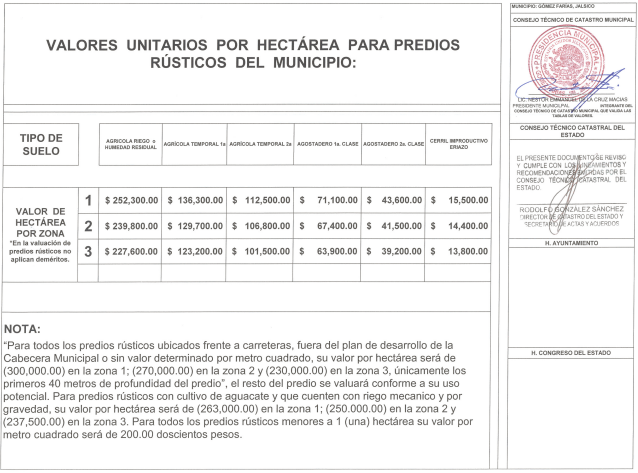 VALORES UNITARIOS POR HECTÁREA PARA PREDIOS
RÚSTICOS DEL MUNICIPIO:
TIPO DE
SUELO
AGRICOLA RIEGO o
HUMEDAD RESIDUAL
AGRÍCOLA TEMPORAL 1a
AGRÍCOLA TEMPORAL 2a
AGOSTADERO 1a. CLASE
AGOSTADERO 2a. CLASE
CERRIL IMPRODUCTIVO
ERIAZO
VALOR DE
HECTÁREA
POR ZONA
"En la valuación de
predios rústicos no
aplican deméritos.
1 $ 252,300.00 $ 136,300.00 $ 112,500.00 $ 71,100.00 $ 43,600.00 $ 15,500.00
2 $ 239,800.00 $ 129,700.00 $ 106,800.00 $ 67,400.00 $ 41,500.00 $ 14,400.00
3 $ 227,600.00 $ 123,200.00 $ 101,500.00 $ 63,900.00 $ 39,200.00 $ 13,800.00
NOTA:
"Para todos los predios rústicos ubicados frente a carreteras, fuera del plan de desarrollo de la
Cabecera Municipal o sin valor determinado por metro cuadrado, su valor por hectárea será de
(300,000.00) en la zona 1; (270,000.00) en la zona 2 y (230,000.00) en la zona 3, únicamente los
primeros 40 metros de profundidad del predio", el resto del predio se valuará conforme a su uso
potencial. Para predios rústicos con cultivo de aguacate y que cuenten con riego mecanico y por
gravedad, su valor por hectárea será de (263,000.00) en la zona 1; (250.000.00) en la zona 2 y
(237,500.00) en la zona 3. Para todos los predios rústicos menores a 1 (una) hectárea su valor por
metro cuadrado será de 200.00 doscientos pesos.
MUNICIPIO: GÓMEZ FARÍAS, JALISCO
CONSEJO TÉCNICO DE CATASTRO MUNICIPAL
PRESIDENCIA MUNICIPAL
LIC. NESTOR EMMANUEL DE LA CRUZ MACIAS
PRESIDENTE MUNICIPAL INTEGRANTE DEL
CONSEJO TÉCNICO DE CATASTRO MUNICIPAL QUE VALIDA LAS
TABLAS DE VALORES.
CONSEJO TÉCNICO CATASTRAL DEL
ESTADO
EL PRESENTE DOCUMENTO SE REVISO
Y CUMPLE CON LOS LINEAMIENTOS Y
RECOMENDACIONES EMITIDAS POR EL
CONSEJO TÉCNICO CATASTRAL DEL
ESTADO
RODOLFO GONZÁLEZ SÁNCHEZ
DIRECTOR DE CATASTRO DEL ESTADO Y
SECRETARIO DE ACTAS Y ACUERDOS
H. AYUNTAMIENTO
H. CONGRESO DEL ESTADO